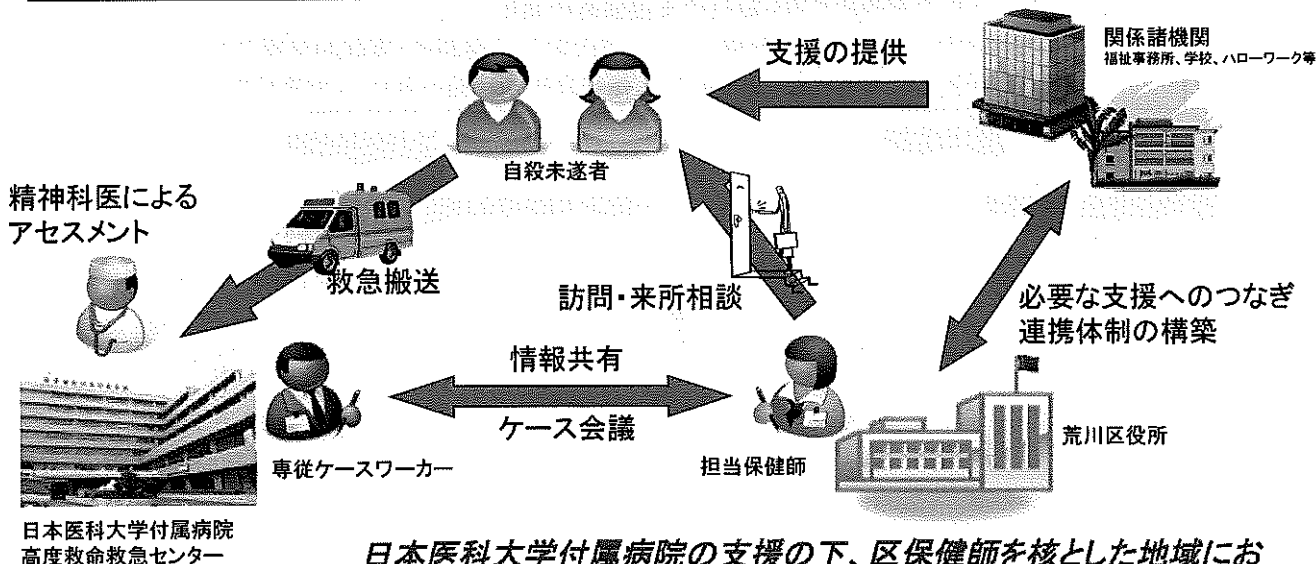 支援の提供
関係諸機関
福祉事務所、学校、ハローワーク等
自殺未遂者
精神科医による
アセスメント
救急搬送
訪問・来所相談
必要な支援へのつなぎ
連携体制の構築
情報共有
ケース会議
専従ケースワーカー
担当保健師
荒川区役所
日本医科大学付属病院
高度救命救急センター
日本医科大学付属病院の支援の下、区保健師を核とした地域にお